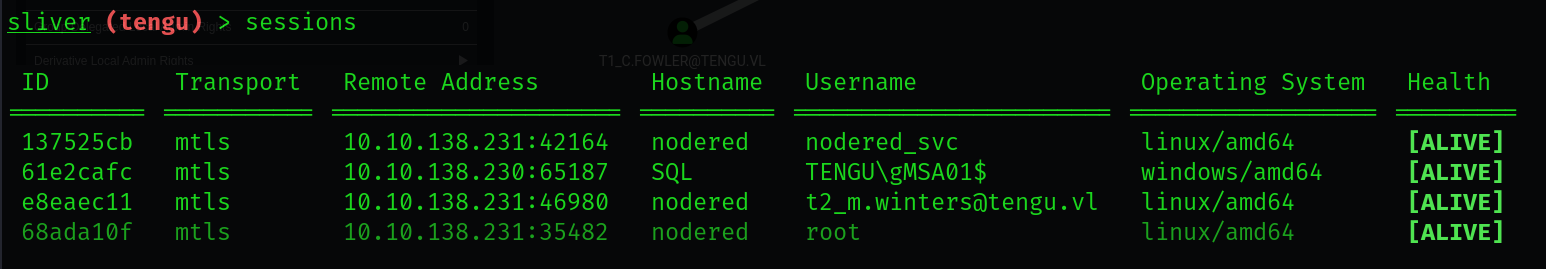 sliver (tengu) > sessions
0
Derivative Local Admin Rights
T1_C.FOWLER@TENGU.VL
ID Transport Remote Address Hostname Username Operating System Health
137525cb mtls 10.10.138.231:42164 nodered nodered_svc linux/amd64 [ALIVE]
61e2cafc mtls 10.10.138.230:65187 SQL TENGU\gMSA01$ windows/amd64 [ALIVE]
e8eaec11 mtls 10.10.138.231:46980 nodered t2_m.winters@tengu.vl linux/amd64 [ALIVE]
68ada10f mtls 10.10.138.231:35482 nodered root linux/amd64 [ALIVE]